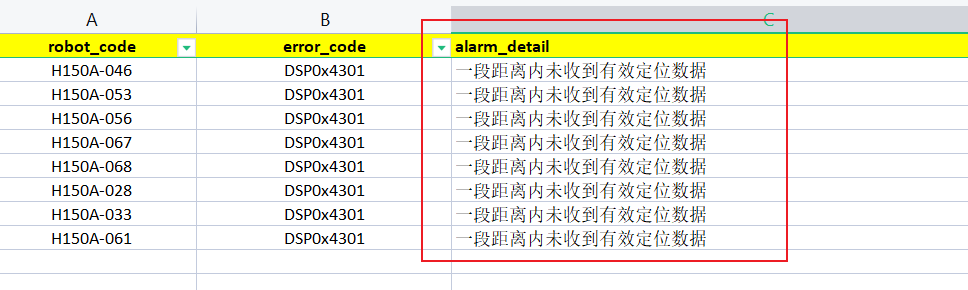 A B C
robot_code error_code alarm_detail
H150A-046 DSP0x4301 一段距离内未收到有效定位数据
H150A-053 DSP0x4301 一段距离内未收到有效定位数据
H150A-056 DSP0x4301 一段距离内未收到有效定位数据
H150A-067 DSP0x4301 一段距离内未收到有效定位数据
H150A-068 DSP0x4301 一段距离内未收到有效定位数据
H150A-028 DSP0x4301 一段距离内未收到有效定位数据
H150A-033 DSP0x4301 一段距离内未收到有效定位数据
H150A-061 DSP0x4301 一段距离内未收到有效定位数据